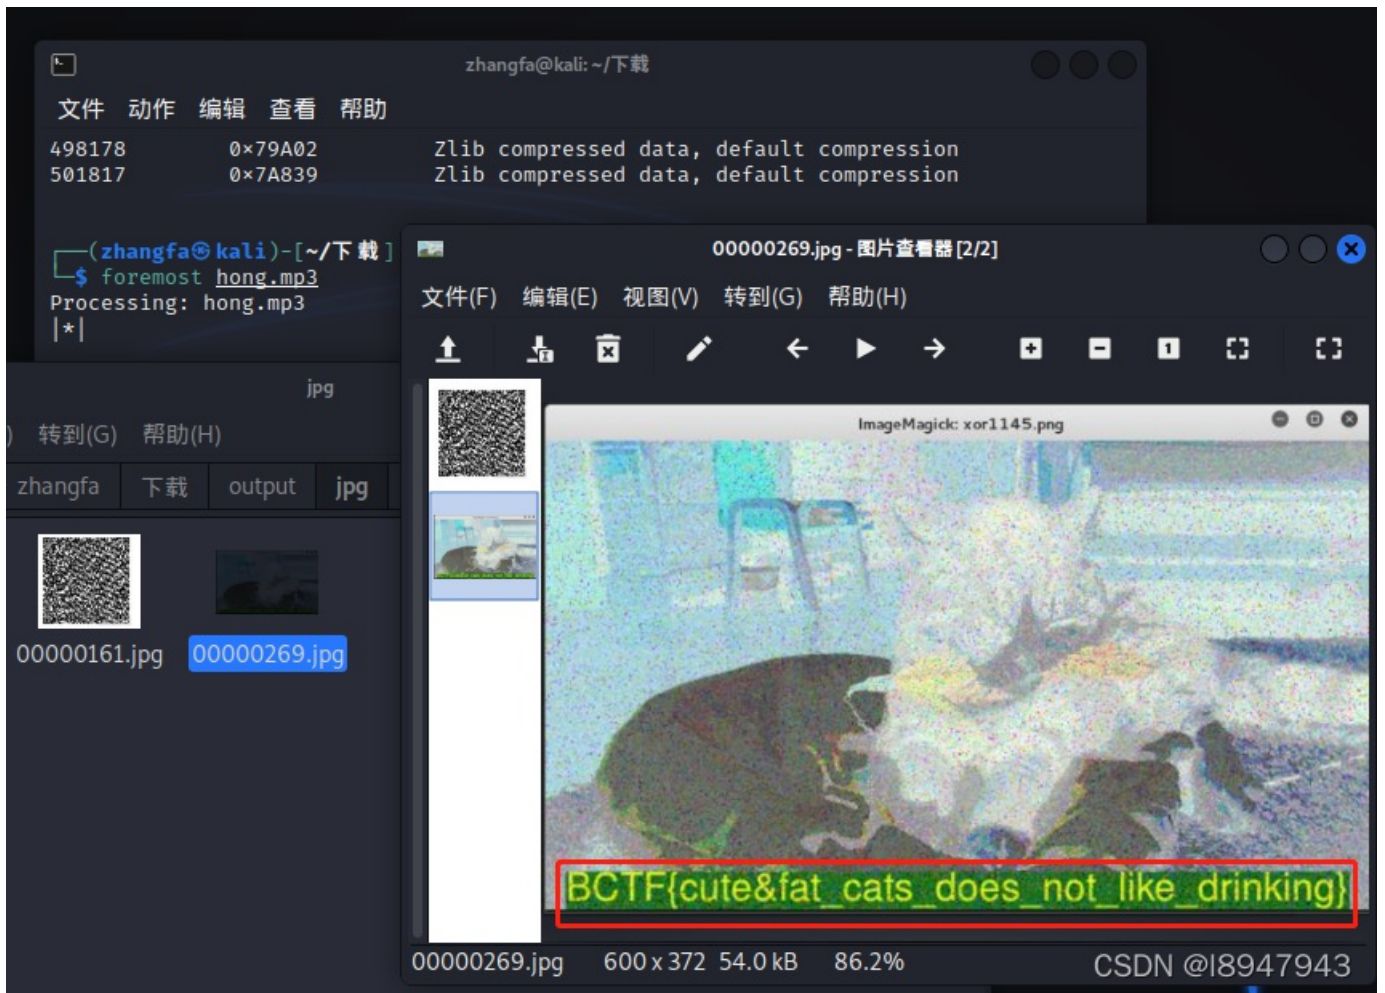 zhangfa@kali: ~/下载
文件 动作 编辑 查看 帮助
498178 0×79A02 Zlib compressed data, default compression
501817 0×7A839 Zlib compressed data, default compression
(zhangfa㉿kali)-[~/下载]
$ foremost hong.mp3
Processing: hong.mp3
|*|
00000269.jpg - 图片查看器 [2/2]
文件(F) 编辑(E) 视图(V) 转到(G) 帮助(H)
jpg
) 转到(G) 帮助(H)
zhangfa 下载 output jpg
00000161.jpg 00000269.jpg
ImageMagick: xor1145.png
BCTF{cute&fat_cats_does_not_like_drinking}
00000269.jpg 600 x 372 54.0 kB 86.2%
CSDN @l8947943